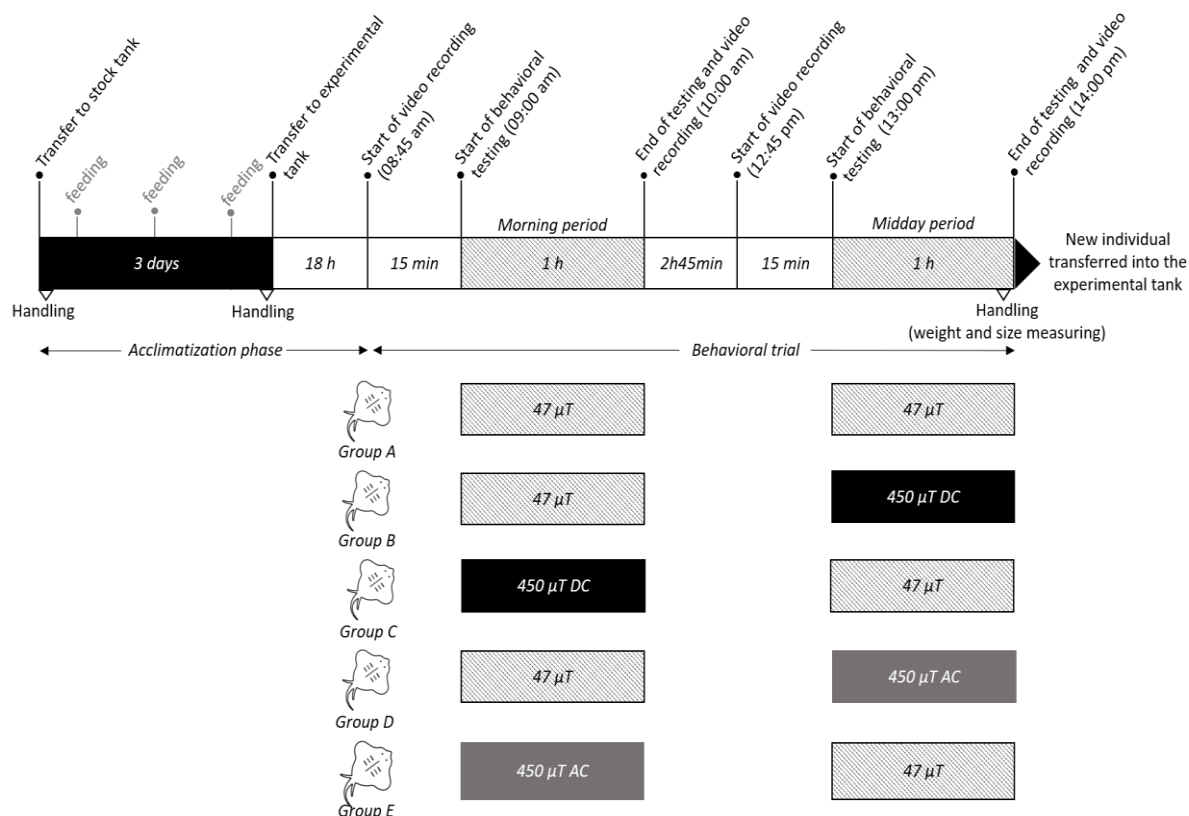 Transfer to stock tank
feeding
feeding
feeding
Transfer to experimental
tank
Start of video recording
(08:45 am)
Start of behavioral
testing (09:00 am)
End of testing and video
recording (10:00 am)
Start of video recording
(12:45 pm)
Start of behavioral
testing (13:00 pm)
End of testing and video
recording (14:00 pm)
Morning period
Midday period
3 days
18 h
15 min
1 h
2h45min
15 min
1 h
New individual
transferred into the
experimental tank
Handling
Handling
Handling
(weight and size measuring)
Acclimatization phase
Behavioral trial
47 µT
47 µT
Group A
47 µT
450 µT DC
Group B
450 µT DC
47 µT
Group C
47 µT
450 µT AC
Group D
450 µT AC
47 µT
Group E